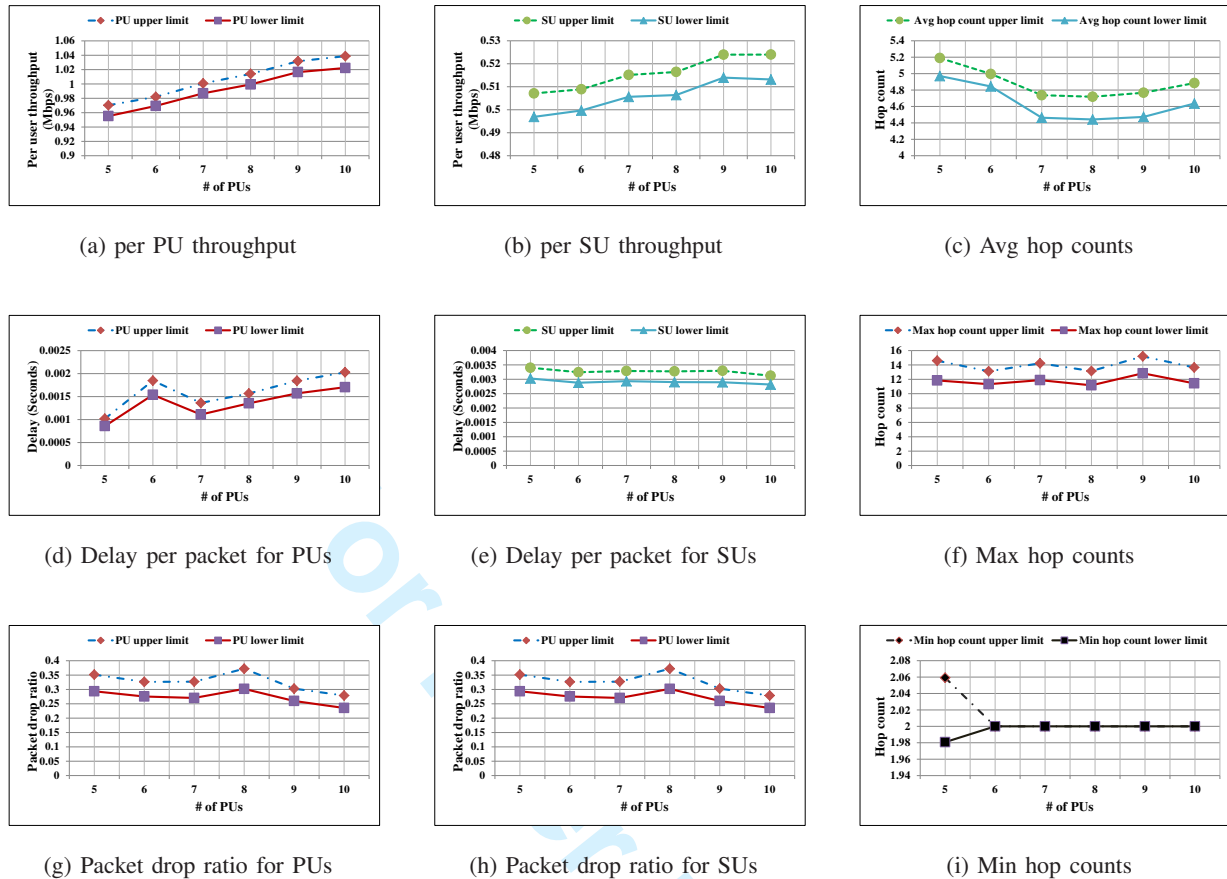 PU upper limit PU lower limit
1.06
1.04
1.02
1
0.98
0.96
0.94
0.92
0.9
Per user throughput
(Mbps)
5 6 7 8 9 10
# of PUs
(a) per PU throughput
SU upper limit SU lower limit
0.53
0.52
0.51
0.5
0.49
0.48
Per user throughput
(Mbps)
5 6 7 8 9 10
# of PUs
(b) per SU throughput
Avg hop count upper limit Avg hop count lower limit
5.4
5.2
5
4.8
4.6
4.4
4.2
4
Hop count
5 6 7 8 9 10
# of PUs
(c) Avg hop counts
PU upper limit PU lower limit
0.0025
0.002
0.0015
0.001
0.0005
0
Delay (Seconds)
5 6 7 8 9 10
# of PUs
(d) Delay per packet for PUs
SU upper limit SU lower limit
0.004
0.0035
0.003
0.0025
0.002
0.0015
0.001
0.0005
0
Delay (Seconds)
5 6 7 8 9 10
# of PUs
(e) Delay per packet for SUs
Max hop count upper limit Max hop count lower limit
16
14
12
10
8
6
4
2
0
Hop count
5 6 7 8 9 10
# of PUs
(f) Max hop counts
PU upper limit PU lower limit
0.4
0.35
0.3
0.25
0.2
0.15
0.1
0.05
0
Packet drop ratio
5 6 7 8 9 10
# of PUs
(g) Packet drop ratio for PUs
PU upper limit PU lower limit
0.4
0.35
0.3
0.25
0.2
0.15
0.1
0.05
0
Packet drop ratio
5 6 7 8 9 10
# of PUs
(h) Packet drop ratio for SUs
Min hop count upper limit Min hop count lower limit
2.08
2.06
2.04
2.02
2
1.98
1.96
1.94
Hop count
5 6 7 8 9 10
# of PUs
(i) Min hop counts